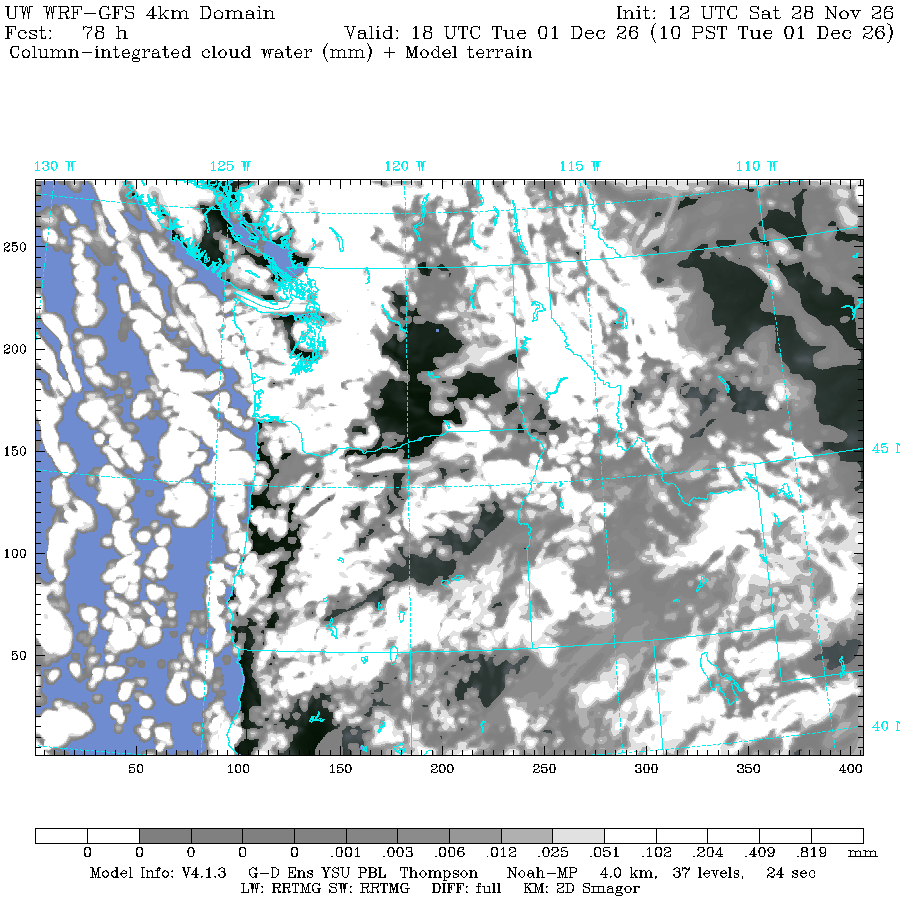 UW WRF-GFS 4km Domain Init: 12 UTC Sat 28 Nov 26
Fcst: 78 h Valid: 18 UTC Tue 01 Dec 26 (10 PST Tue 01 Dec 26)
Column-integrated cloud water (mm) + Model terrain
130 W 125 W 120 W 115 W 110 W
250
200
150
100
50
45 N
40 N
50 100 150 200 250 300 350 400
0 0 0 0 .001 .003 .006 .012 .025 .051 .102 .204 .409 .819 mm
Model Info: V4.1.3 G-D Ens YSU PBL Thompson Noah-MP 4.0 km, 37 levels, 24 sec
LW: RRTMG SW: RRTMG DIFF: full KM: 2D Smagor